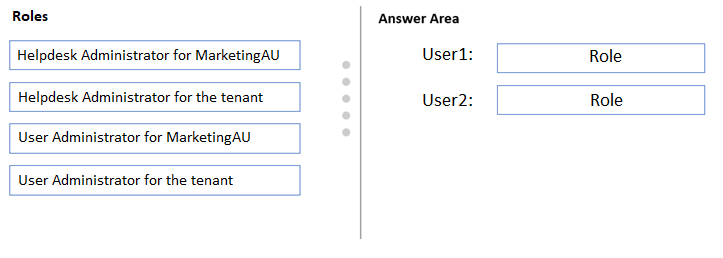 Roles
Helpdesk Administrator for MarketingAU
Helpdesk Administrator for the tenant
User Administrator for MarketingAU
User Administrator for the tenant
Answer Area
User1: Role
User2: Role